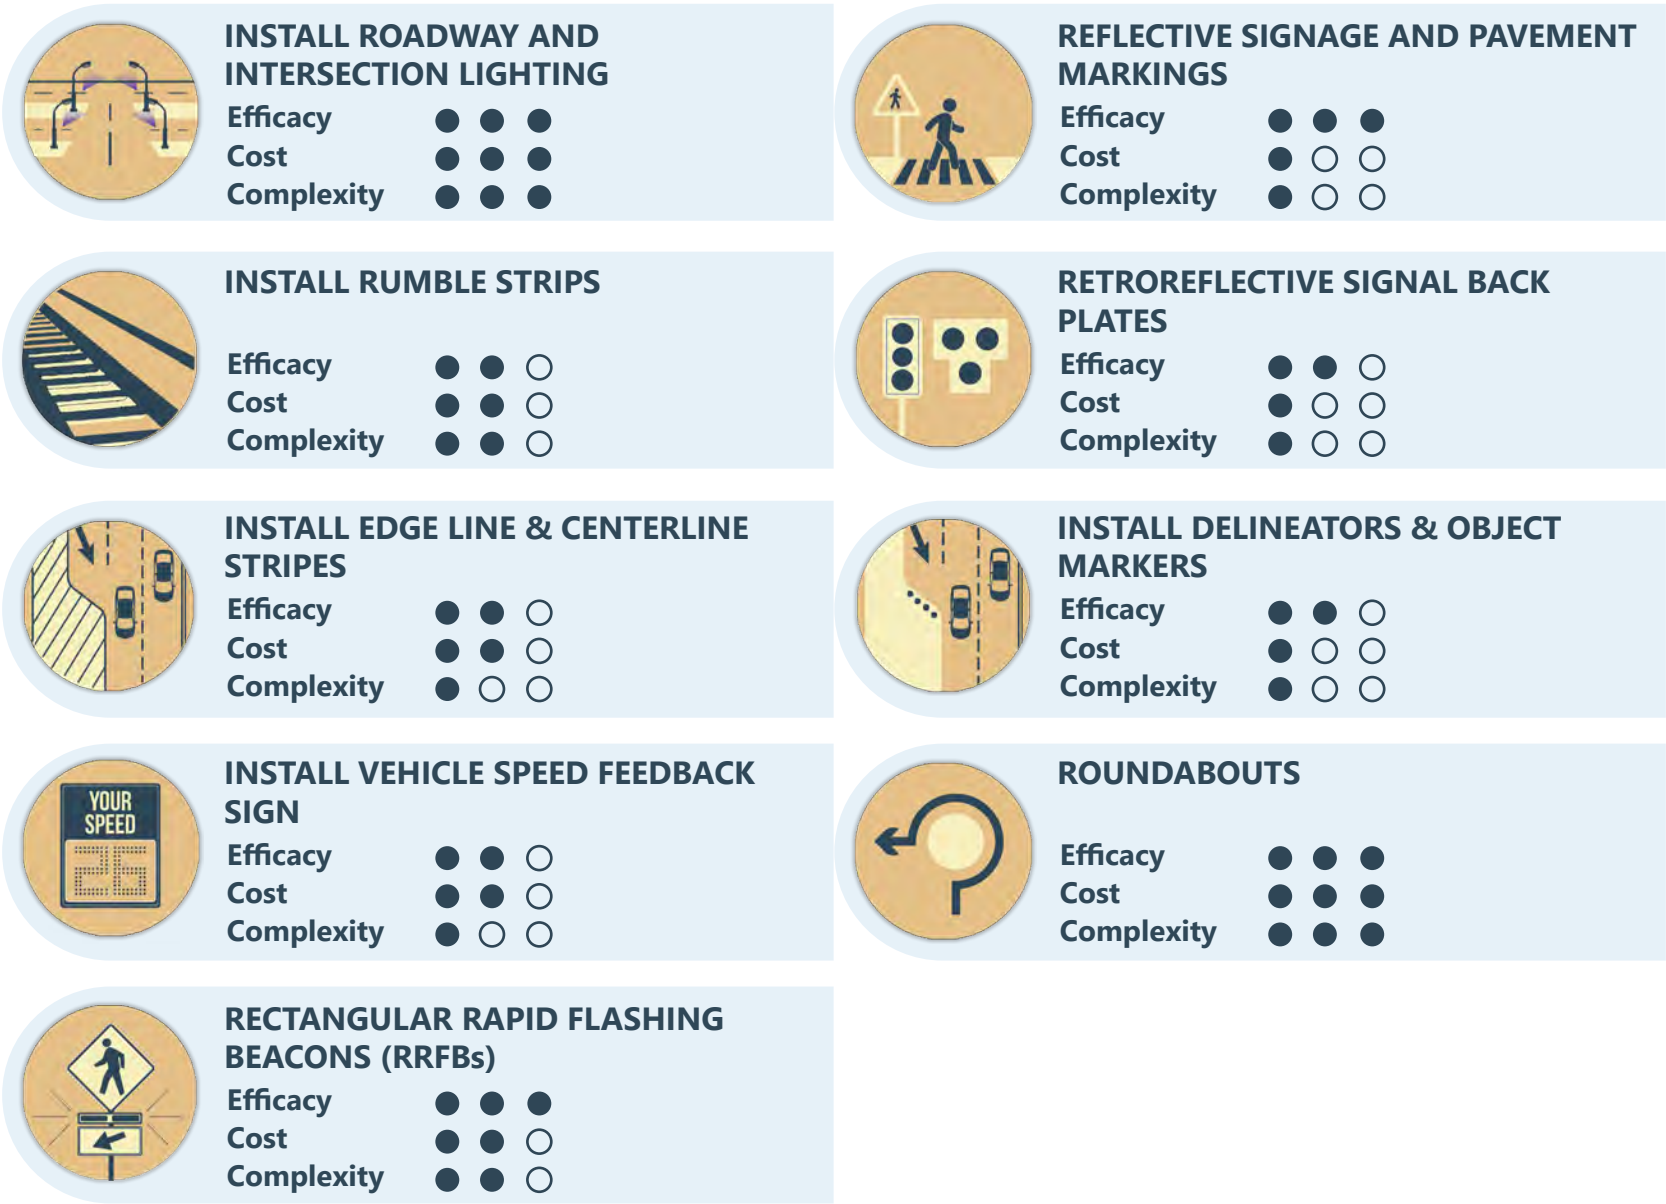 INSTALL ROADWAY AND
INTERSECTION LIGHTING
Efficacy
Cost
Complexity
REFLECTIVE SIGNAGE AND PAVEMENT
MARKINGS
Efficacy
Cost
Complexity
INSTALL RUMBLE STRIPS
Efficacy
Cost
Complexity
RETROREFLECTIVE SIGNAL BACK
PLATES
Efficacy
Cost
Complexity
INSTALL EDGE LINE & CENTERLINE
STRIPES
Efficacy
Cost
Complexity
INSTALL DELINEATORS & OBJECT
MARKERS
Efficacy
Cost
Complexity
YOUR
SPEED
26
INSTALL VEHICLE SPEED FEEDBACK
SIGN
Efficacy
Cost
Complexity
ROUNDABOUTS
Efficacy
Cost
Complexity
RECTANGULAR RAPID FLASHING
BEACONS (RRFBs)
Efficacy
Cost
Complexity